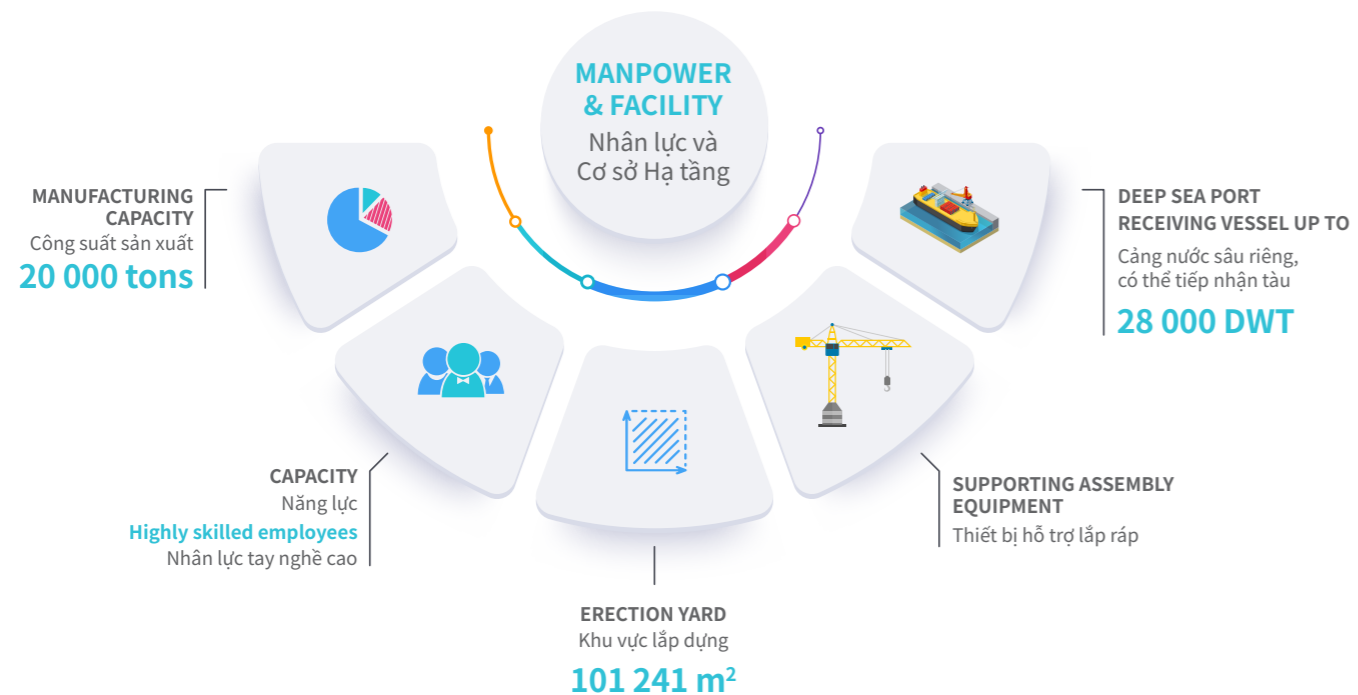 MANPOWER
& FACILITY
Nhân lực và
Cơ sở Hạ tầng
MANUFACTURING
CAPACITY
Công suất sản xuất
20 000 tons
CAPACITY
Năng lực
Highly skilled employees
Nhân lực tay nghề cao
ERECTION YARD
Khu vực lắp dựng
101 241 m²
SUPPORTING ASSEMBLY
EQUIPMENT
Thiết bị hỗ trợ lắp ráp
DEEP SEA PORT
RECEIVING VESSEL UP TO
Cảng nước sâu riêng,
có thể tiếp nhận tàu
28 000 DWT